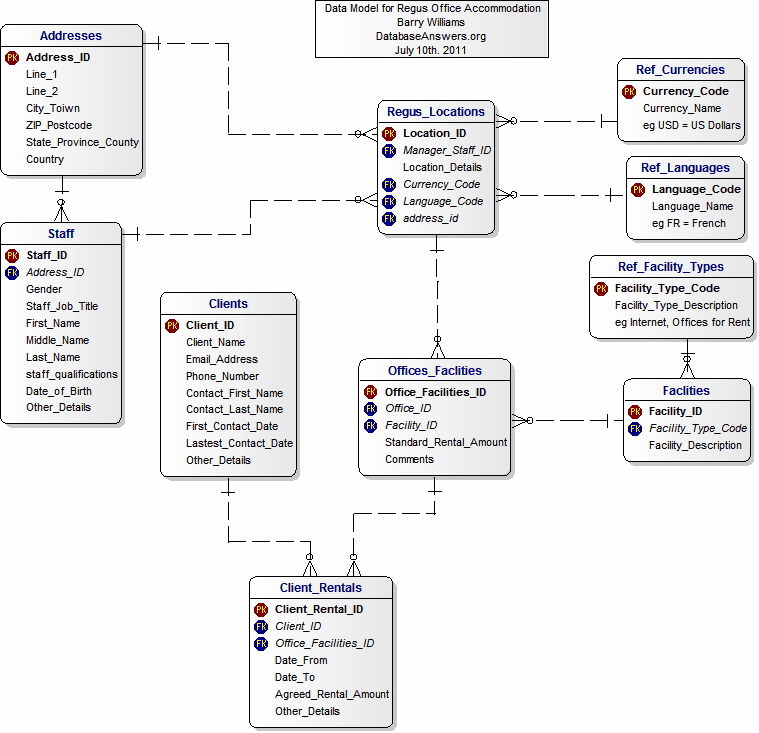 Data Model for Regus Office Accommodation
Barry Williams
DatabaseAnswers.org
July 10th. 2011
Addresses
PK Address_ID
Line_1
Line_2
City_Toiwn
ZIP_Postcode
State_Province_County
Country
Regus_Locations
PK Location_ID
FK Manager_Staff_ID
Location_Details
FK Currency_Code
FK Language_Code
FK address_id
Ref_Currencies
PK Currency_Code
Currency_Name
eg USD = US Dollars
Ref_Languages
PK Language_Code
Language_Name
eg FR = French
Staff
PK Staff_ID
FK Address_ID
Gender
Staff_Job_Title
First_Name
Middle_Name
Last_Name
staff_qualifications
Date_of_Birth
Other_Details
Ref_Facility_Types
PK Facility_Type_Code
Facility_Type_Description
eg Internet, Offices for Rent
Clients
PK Client_ID
Client_Name
Email_Address
Phone_Number
Contact_First_Name
Contact_Last_Name
First_Contact_Date
Lastest_Contact_Date
Other_Details
Offices_Faclities
FK Office_Facilities_ID
FK Office_ID
FK Facility_ID
Standard_Rental_Amount
Comments
Faclities
PK Facility_ID
FK Facility_Type_Code
Facility_Description
Client_Rentals
PK Client_Rental_ID
FK Client_ID
FK Office_Facilities_ID
Date_From
Date_To
Agreed_Rental_Amount
Other_Details